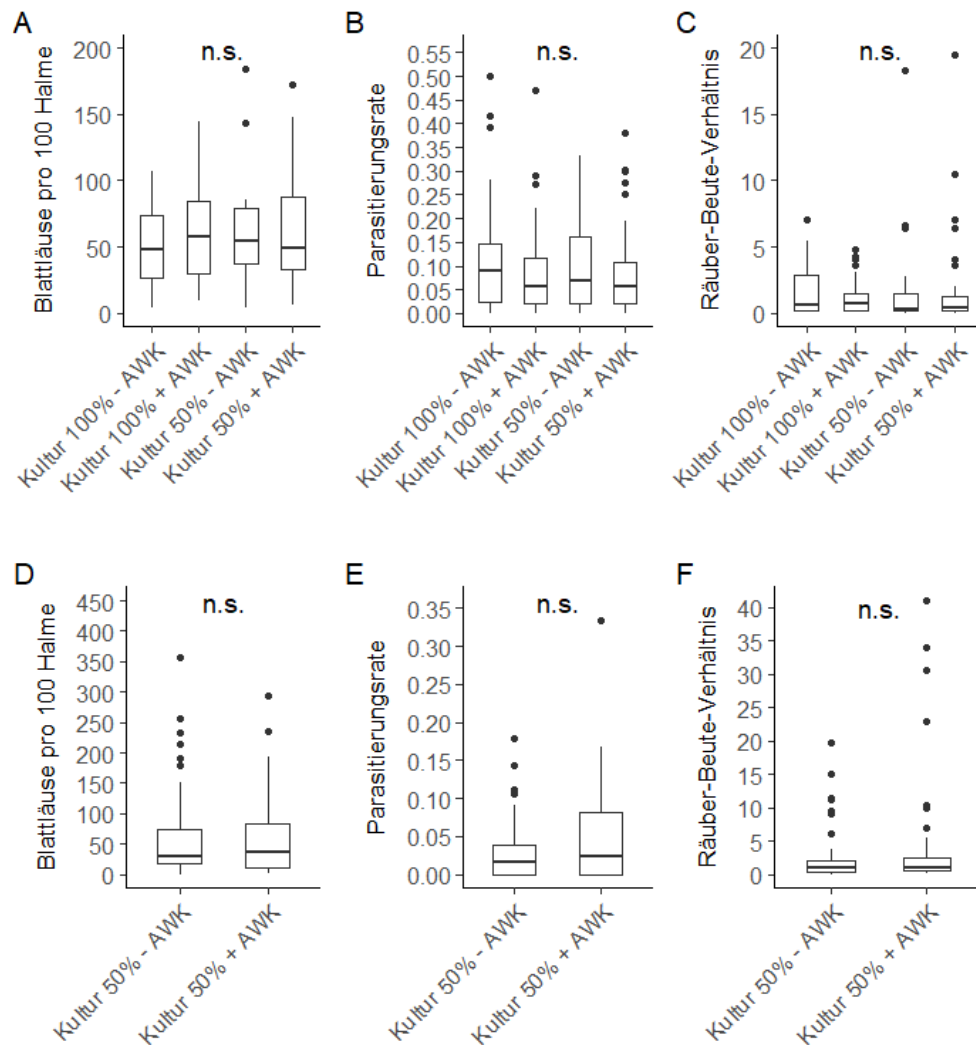 A
Blattläuse pro 100 Halme
200
150
100
50
0
n.s.
Kultur 100% - AWK
Kultur 100% + AWK
Kultur 50% - AWK
Kultur 50% + AWK
B
Parasitierungsrate
0.55
0.50
0.45
0.40
0.35
0.30
0.25
0.20
0.15
0.10
0.05
0.00
n.s.
Kultur 100% - AWK
Kultur 100% + AWK
Kultur 50% - AWK
Kultur 50% + AWK
C
Räuber-Beute-Verhältnis
20
15
10
5
0
n.s.
Kultur 100% - AWK
Kultur 100% + AWK
Kultur 50% - AWK
Kultur 50% + AWK
D
Blattläuse pro 100 Halme
450
400
350
300
250
200
150
100
50
0
n.s.
Kultur 50% - AWK
Kultur 50% + AWK
E
Parasitierungsrate
0.35
0.30
0.25
0.20
0.15
0.10
0.05
0.00
n.s.
Kultur 50% - AWK
Kultur 50% + AWK
F
Räuber-Beute-Verhältnis
40
35
30
25
20
15
10
5
0
n.s.
Kultur 50% - AWK
Kultur 50% + AWK